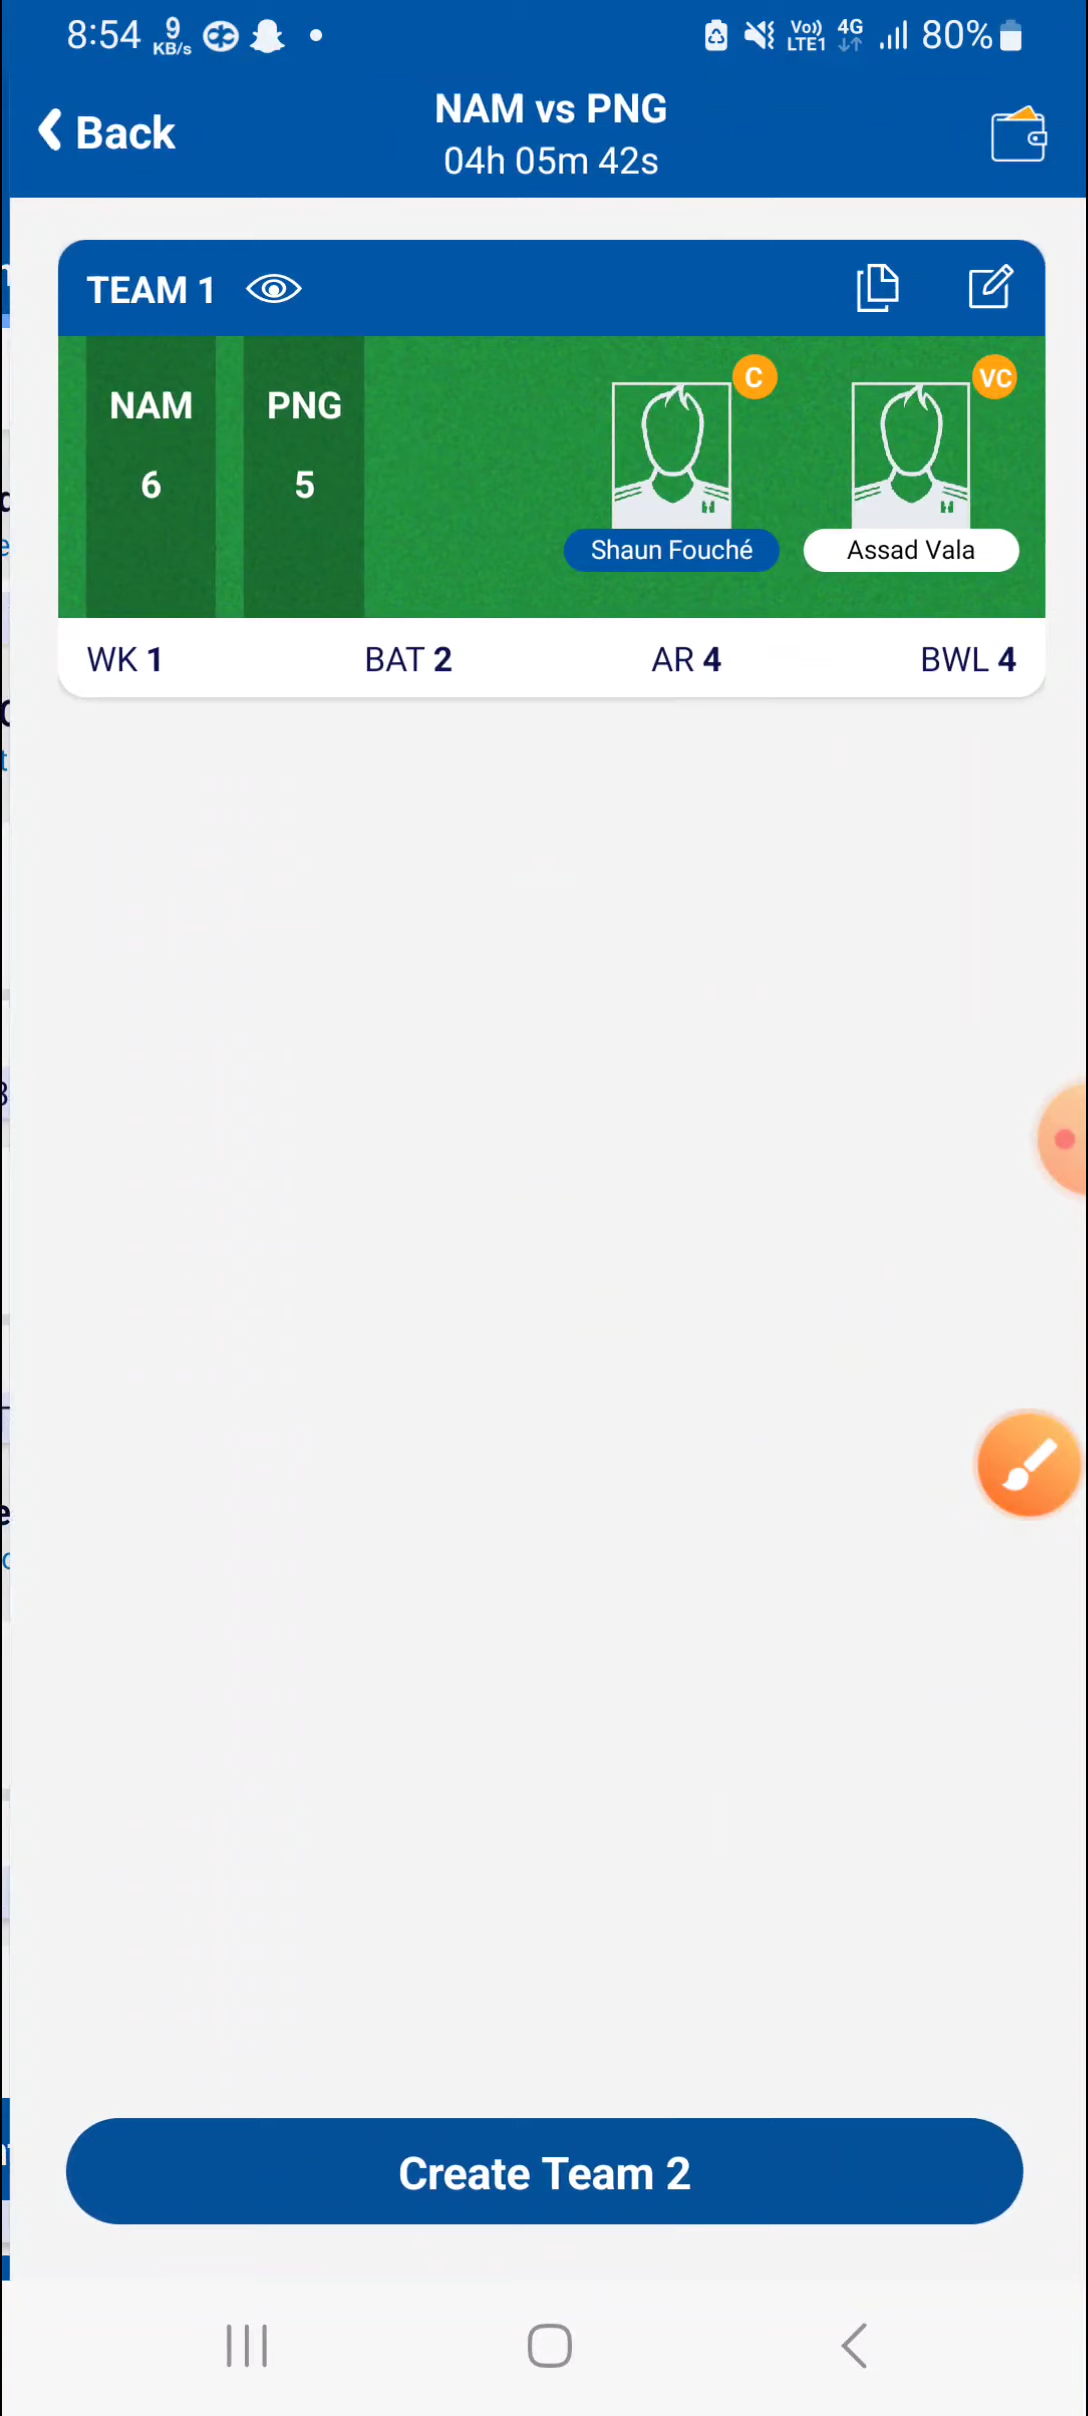 8:54 9 KB/s Vo)) LTE1 4G 80%
Back
NAM vs PNG
04h 05m 42s
TEAM 1
NAM PNG C VC
6 5
Shaun Fouché Assad Vala
WK 1 BAT 2 AR 4 BWL 4
Create Team 2